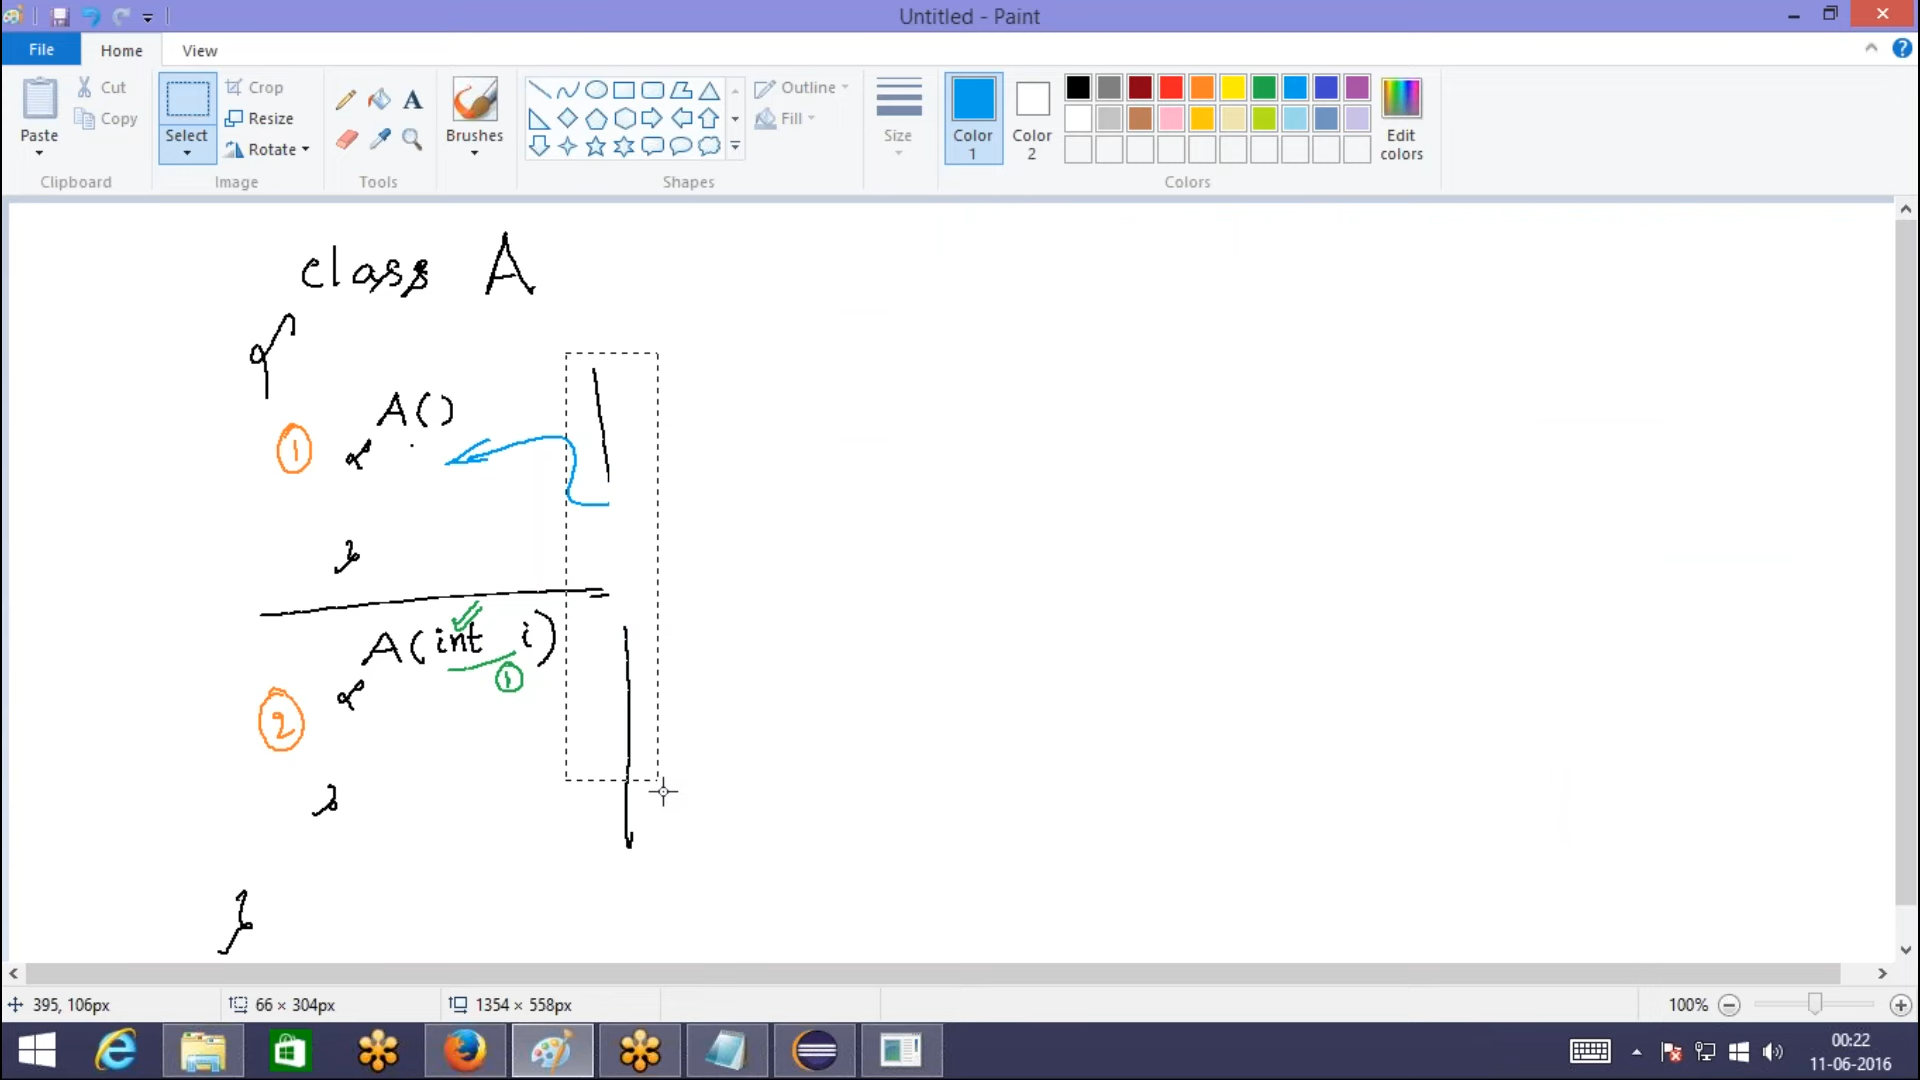 Untitled - Paint
File Home View
Paste
Cut
Copy
Clipboard
Select
Crop
Resize
Rotate
Image
Tools
Brushes
Shapes
Outline
Fill
Size
Color 1
Color 2
Edit colors
Colors
class A
{
A()
1
{
}
A(int i)
1
{
2
}
}
395, 106px
66 × 304px
1354 × 558px
100%
00:22
11-06-2016